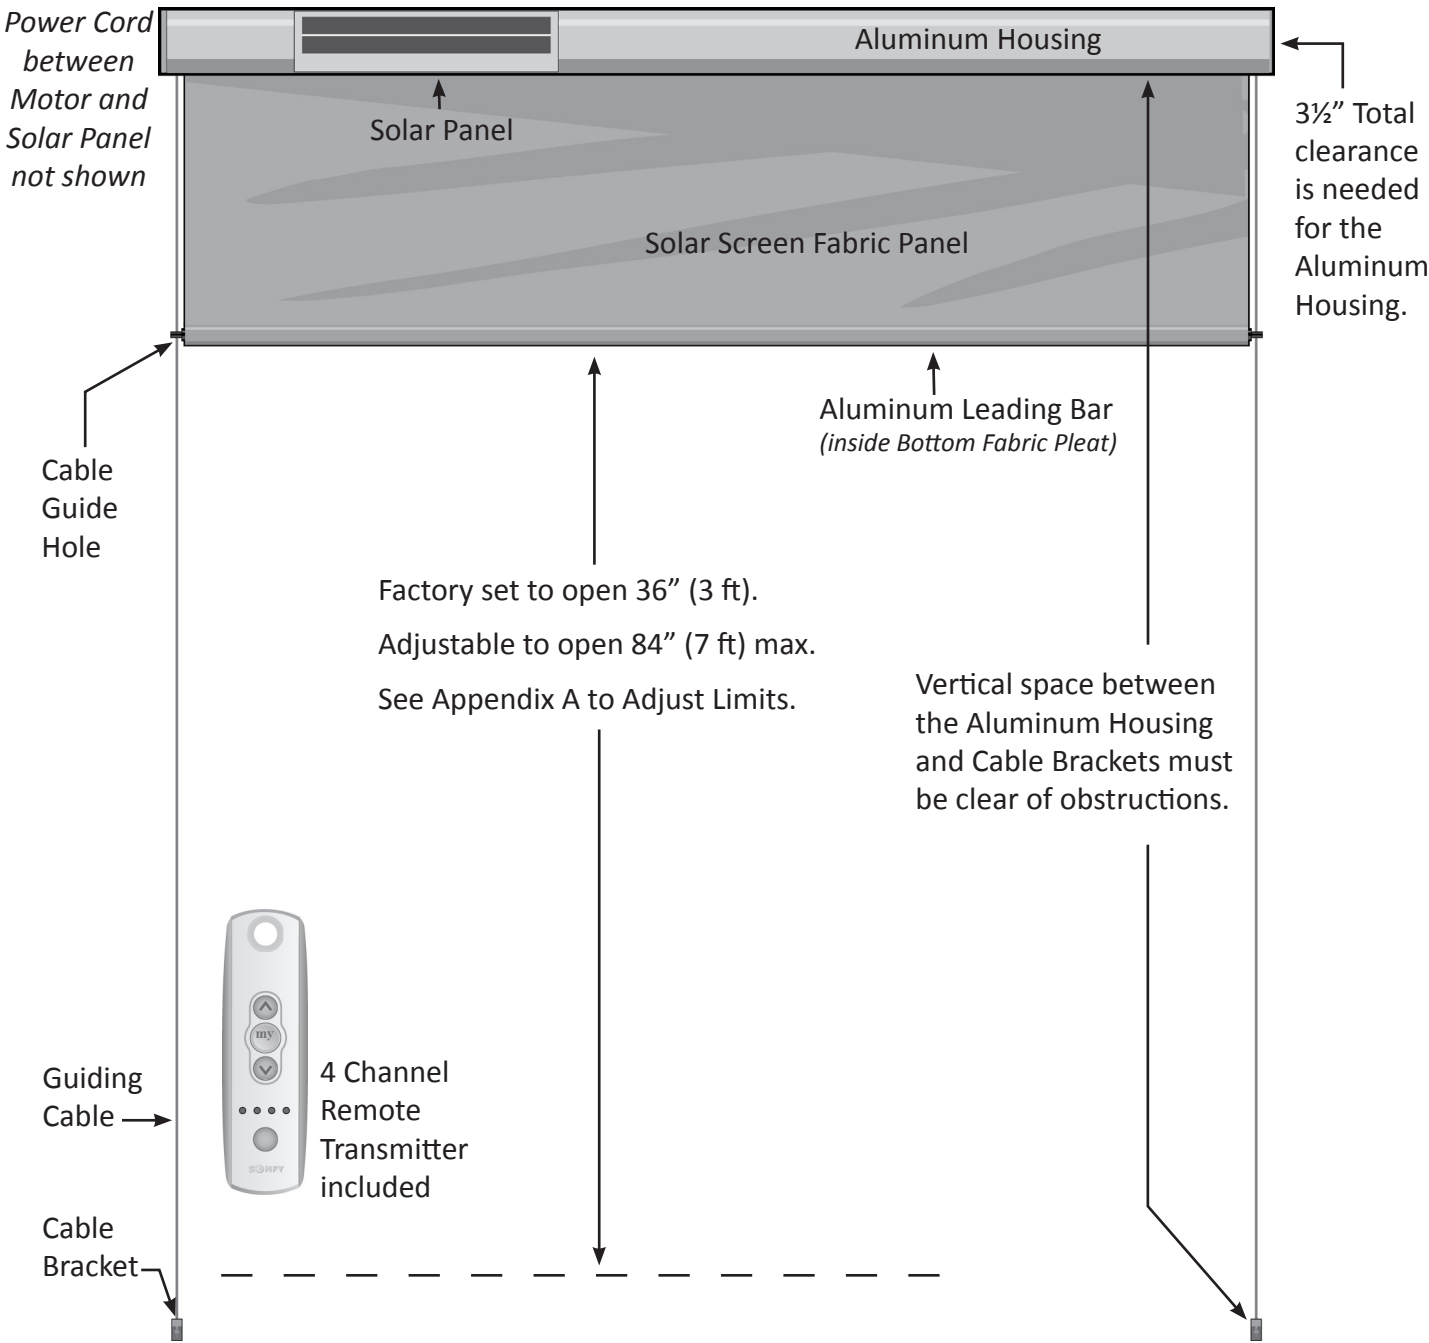 Power Cord
between
Motor and
Solar Panel
not shown
Aluminum Housing
Solar Panel
3½” Total
clearance
is needed
for the
Aluminum
Housing.
Solar Screen Fabric Panel
Aluminum Leading Bar
(inside Bottom Fabric Pleat)
Cable
Guide
Hole
Factory set to open 36” (3 ft).
Adjustable to open 84” (7 ft) max.
See Appendix A to Adjust Limits.
Vertical space between
the Aluminum Housing
and Cable Brackets must
be clear of obstructions.
my
SOMFY
4 Channel
Remote
Transmitter
included
Guiding
Cable
Cable
Bracket